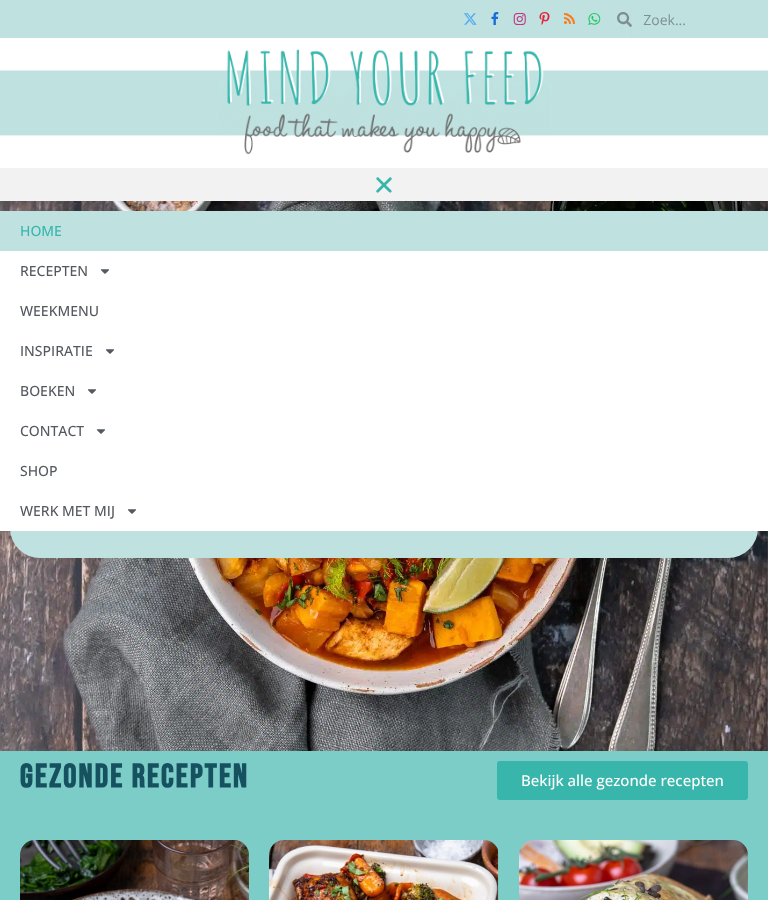 Zoek...
MIND YOUR FEED
food that makes you happy
HOME
RECEPTEN
WEEKMENU
INSPIRATIE
BOEKEN
CONTACT
SHOP
WERK MET MIJ
GEZONDE RECEPTEN
Bekijk alle gezonde recepten